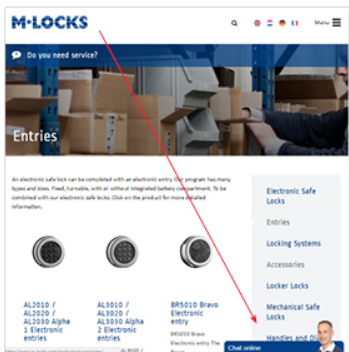 M·LOCKS
Menu
Do you need service?
Entries
An electronic safe lock can be completed with an electronic entry. Our program has many
types and sizes. Fixed, turnable, with or without integrated battery compartment. To be
combined with our electronic safe locks. Click on the product for more detailed
information.
Electronic Safe
Locks
Entries
Locking Systems
Accessories
Locker Locks
Mechanical Safe
Locks
Handles and
AL2010 /
AL2020 /
AL2030 Alpha
1 Electronic
entries
AL3010 /
AL3020 /
AL3030 Alpha
2 Electronic
entries
AL3020 /
BR5010 Bravo
Electronic
entry
BR5010 Bravo
Electronic entry The
Chat online